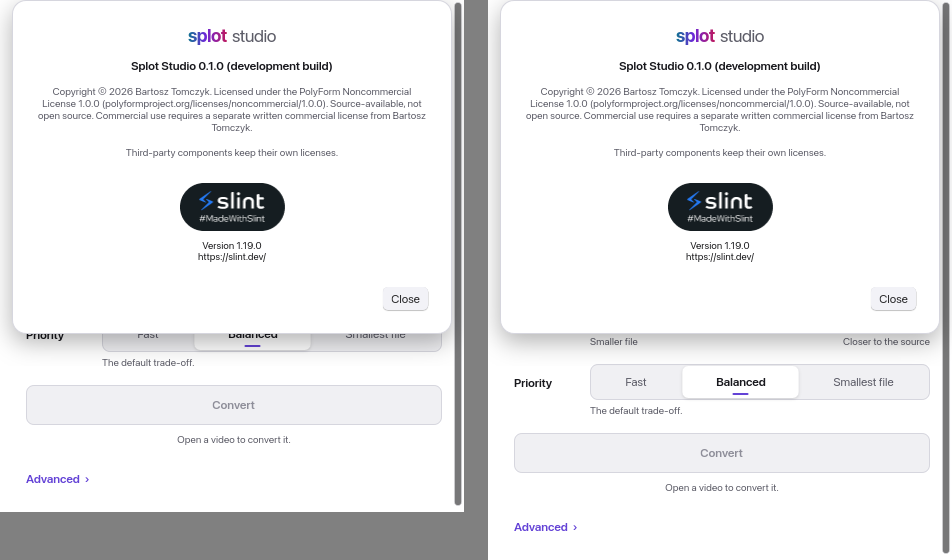 splot studio
Splot Studio 0.1.0 (development build)
Copyright © 2026 Bartosz Tomczyk. Licensed under the PolyForm Noncommercial
License 1.0.0 (polyformproject.org/licenses/noncommercial/1.0.0). Source-available, not
open source. Commercial use requires a separate written commercial license from Bartosz
Tomczyk.
Third-party components keep their own licenses.
slint
#MadeWithSlint
Version 1.19.0
https://slint.dev/
Close
Priority Fast Balanced Smallest file
The default trade-off.
Convert
Open a video to convert it.
Advanced ›
splot studio
Splot Studio 0.1.0 (development build)
Copyright © 2026 Bartosz Tomczyk. Licensed under the PolyForm Noncommercial
License 1.0.0 (polyformproject.org/licenses/noncommercial/1.0.0). Source-available, not
open source. Commercial use requires a separate written commercial license from Bartosz
Tomczyk.
Third-party components keep their own licenses.
slint
#MadeWithSlint
Version 1.19.0
https://slint.dev/
Close
Smaller file Closer to the source
Priority Fast Balanced Smallest file
The default trade-off.
Convert
Open a video to convert it.
Advanced ›